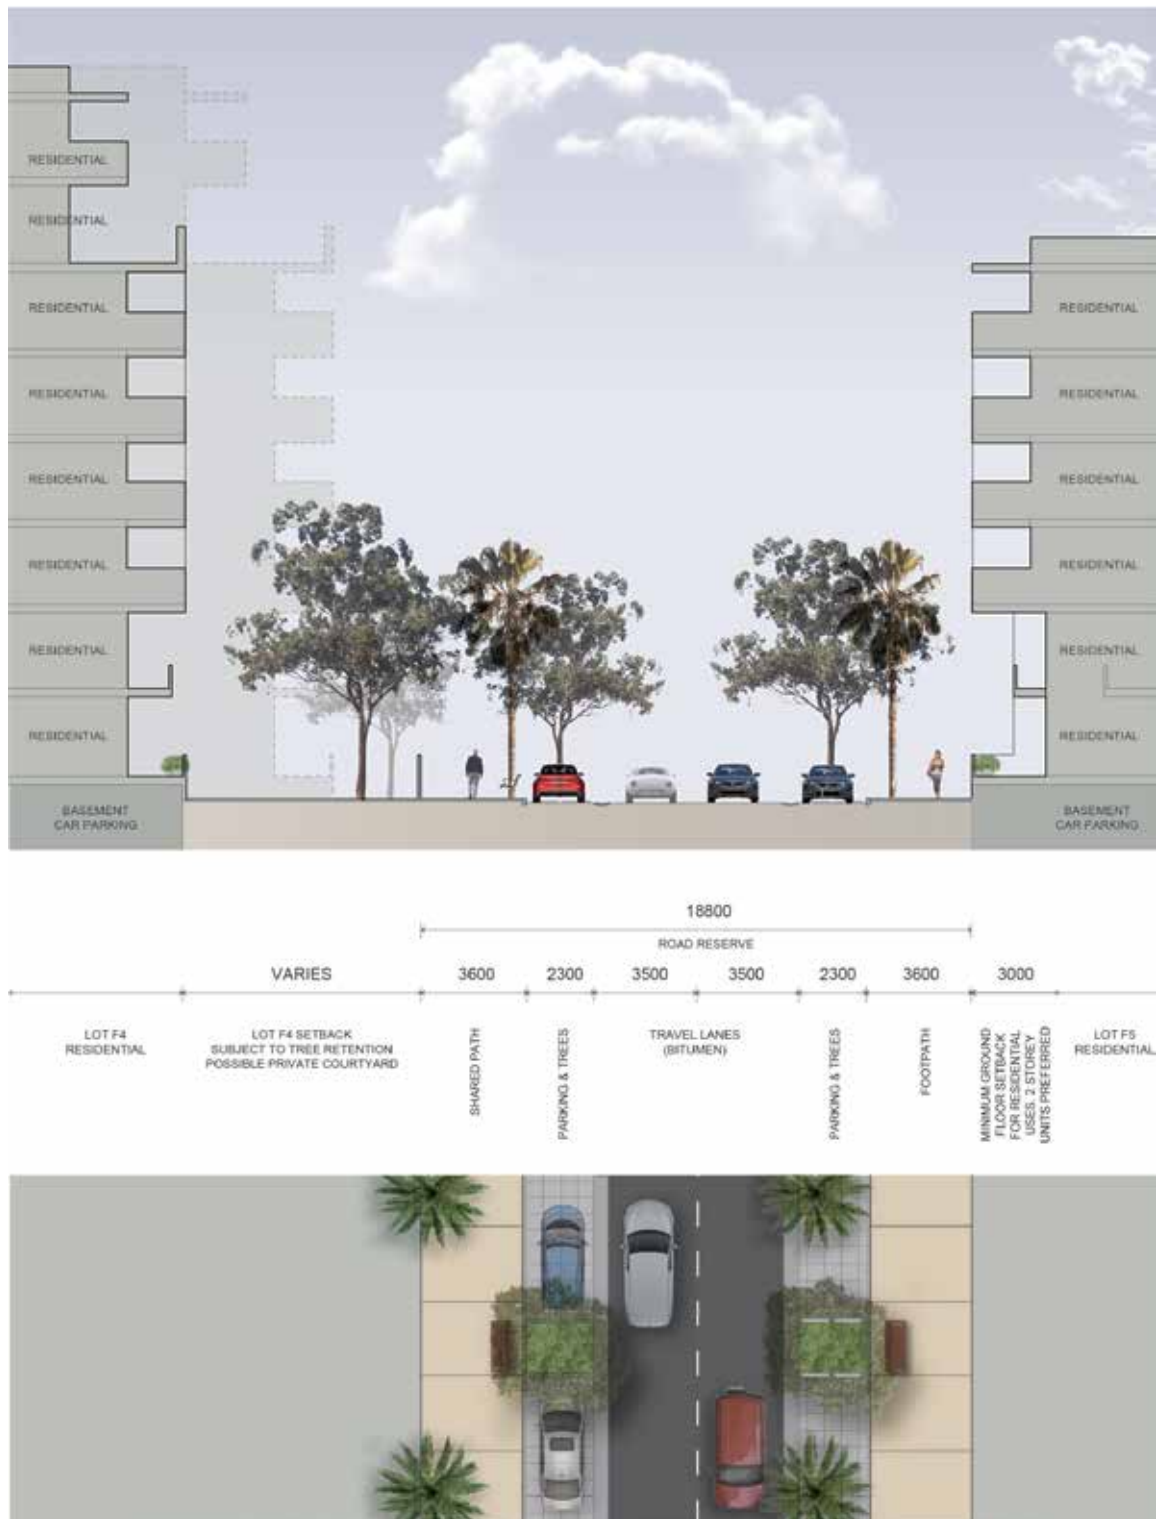 RESIDENTIAL
RESIDENTIAL
RESIDENTIAL
RESIDENTIAL
RESIDENTIAL
RESIDENTIAL
RESIDENTIAL
RESIDENTIAL
BASEMENT
CAR PARKING
RESIDENTIAL
RESIDENTIAL
RESIDENTIAL
RESIDENTIAL
RESIDENTIAL
RESIDENTIAL
BASEMENT
CAR PARKING
18800
ROAD RESERVE
VARIES
3600
2300
3500
3500
2300
3600
3000
LOT F4
RESIDENTIAL
LOT F4 SETBACK
SUBJECT TO TREE RETENTION
POSSIBLE PRIVATE COURTYARD
SHARED PATH
PARKING & TREES
TRAVEL LANES
(BITUMEN)
PARKING & TREES
FOOTPATH
MINIMUM GROUND
FLOOR SETBACK
FOR RESIDENTIAL
USES. 2 STOREY
UNITS PREFERRED
LOT F5
RESIDENTIAL